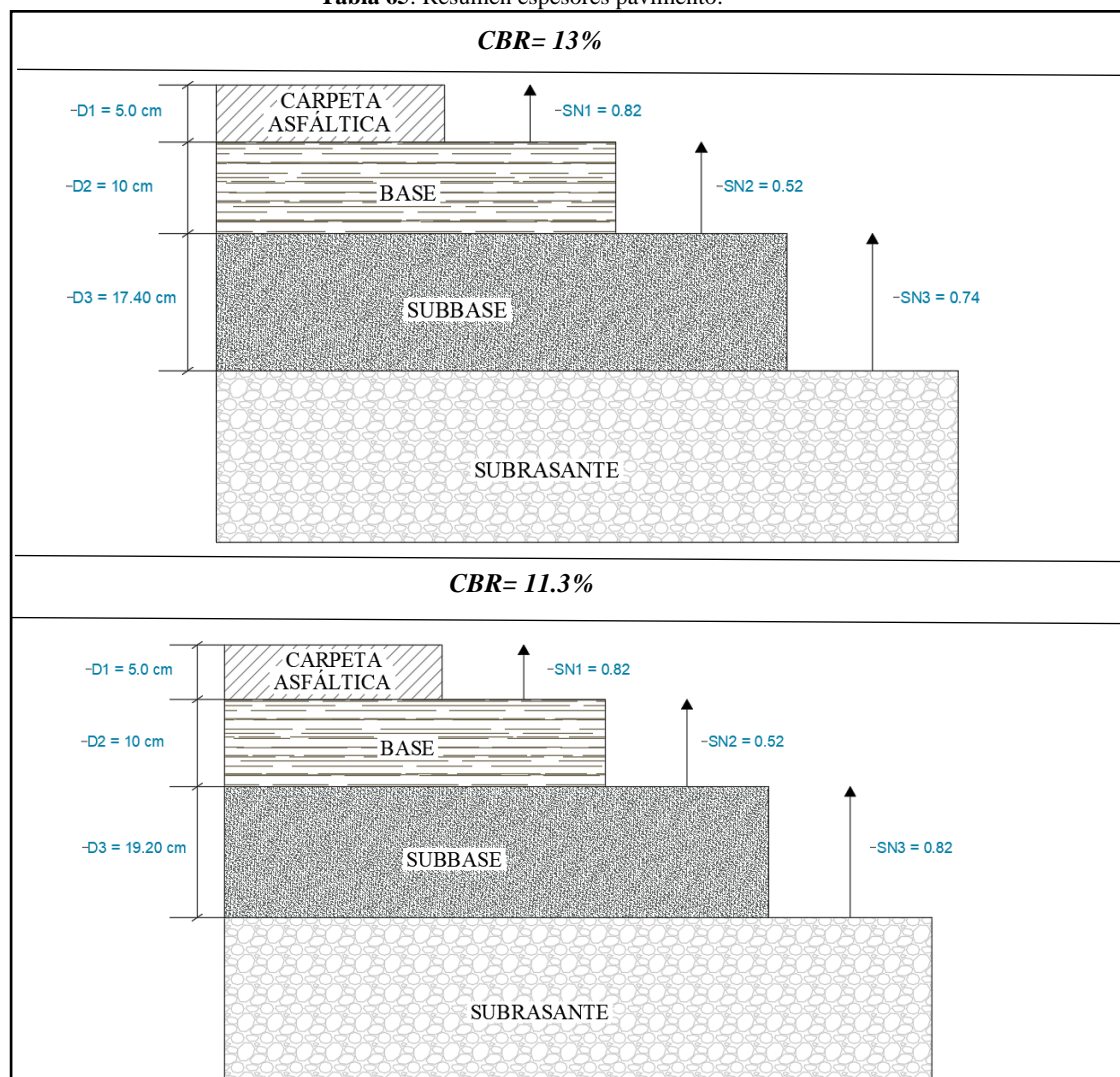 Tabla 65: Resumen espesores pavimento.
CBR= 13%
-D1 = 5.0 cm
CARPETA
ASFÁLTICA
-SN1 = 0.82
-D2 = 10 cm
BASE
-SN2 = 0.52
-D3 = 17.40 cm
SUBBASE
-SN3 = 0.74
SUBRASANTE
CBR= 11.3%
-D1 = 5.0 cm
CARPETA
ASFÁLTICA
-SN1 = 0.82
-D2 = 10 cm
BASE
-SN2 = 0.52
-D3 = 19.20 cm
SUBBASE
-SN3 = 0.82
SUBRASANTE